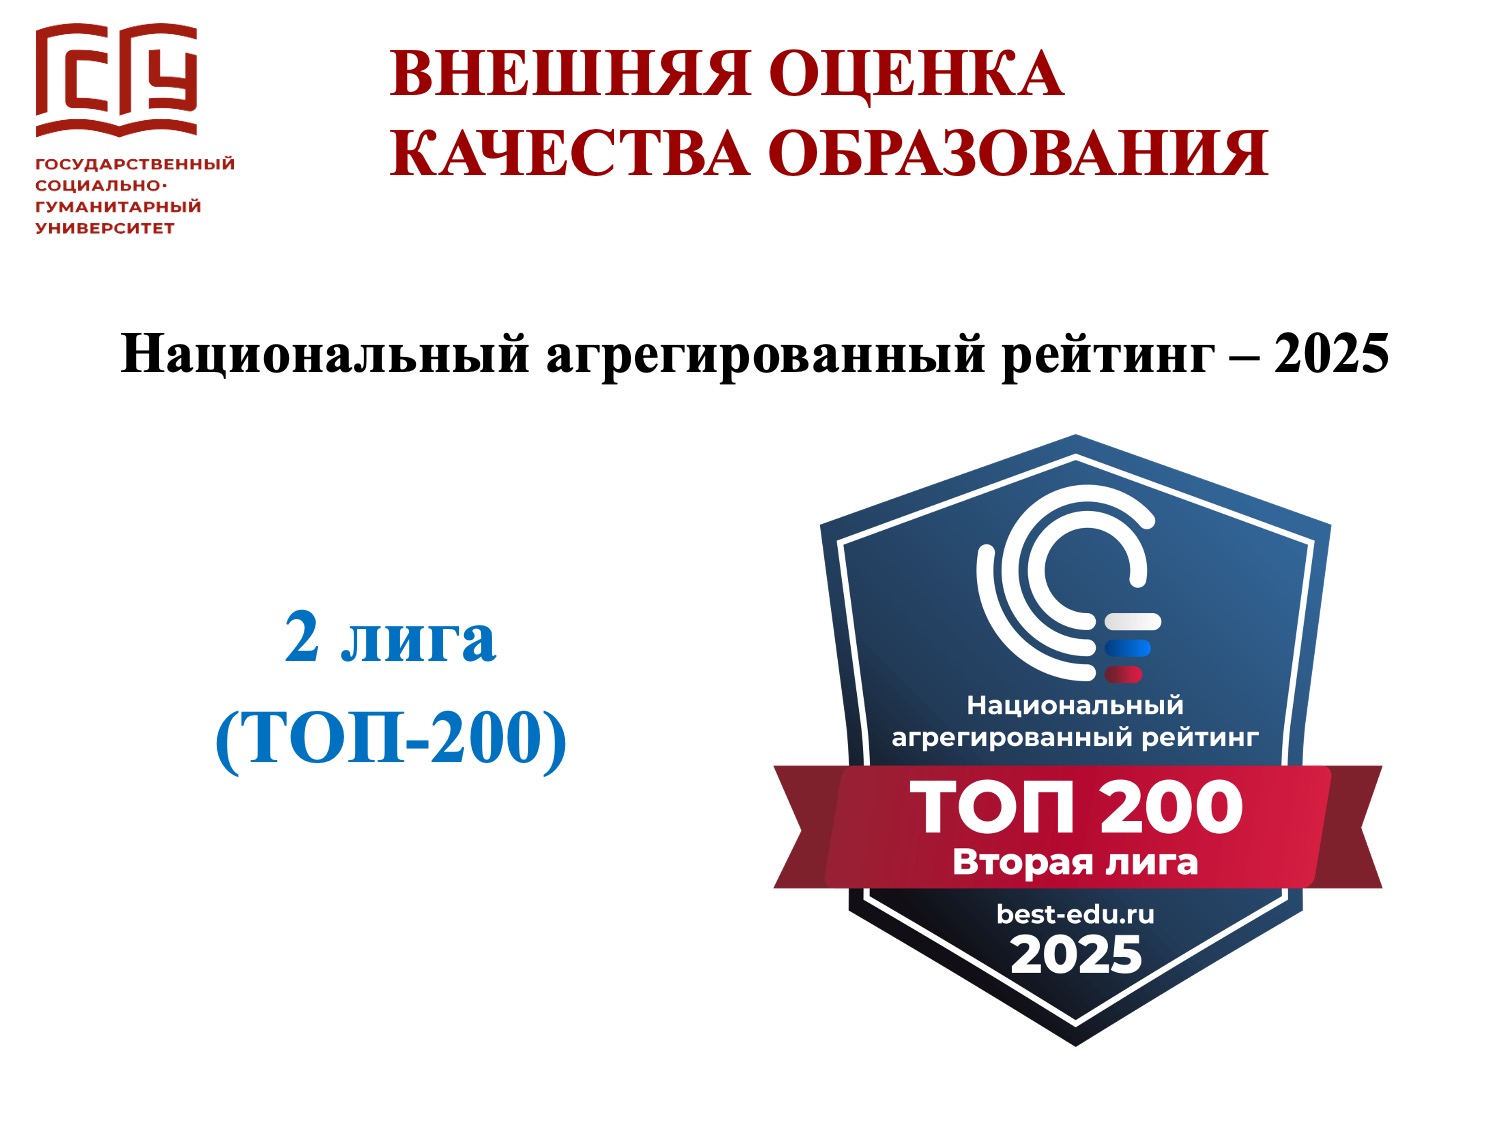 ГСГУ
ГОСУДАРСТВЕННЫЙ
СОЦИАЛЬНО-
ГУМАНИТАРНЫЙ
УНИВЕРСИТЕТ
ВНЕШНЯЯ ОЦЕНКА
КАЧЕСТВА ОБРАЗОВАНИЯ
Национальный агрегированный рейтинг – 2025
2 лига
(ТОП-200)
Национальный
агрегированный рейтинг
ТОП 200
Вторая лига
best-edu.ru
2025